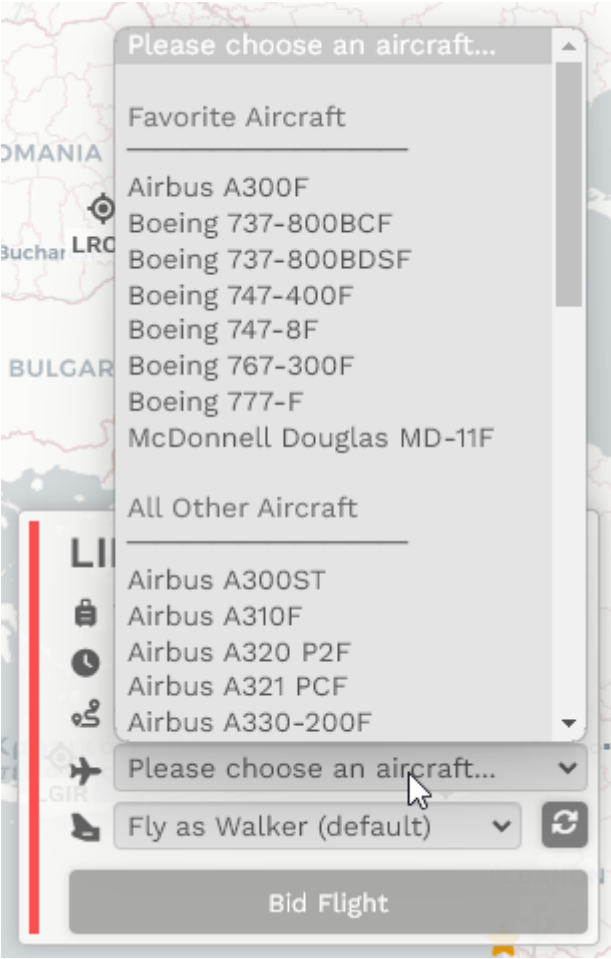 Please choose an aircraft...
Favorite Aircraft
OMANIA
Airbus A300F
Boeing 737-800BCF
Buchar LRO
Boeing 737-800BDSF
Boeing 747-400F
Boeing 747-8F
BULGAR
Boeing 767-300F
Boeing 777-F
McDonnell Douglas MD-11F
All Other Aircraft
Airbus A300ST
Airbus A310F
Airbus A320 P2F
Airbus A321 PCF
Airbus A330-200F
Please choose an aircraft...
LGIR
Fly as Walker (default)
Bid Flight